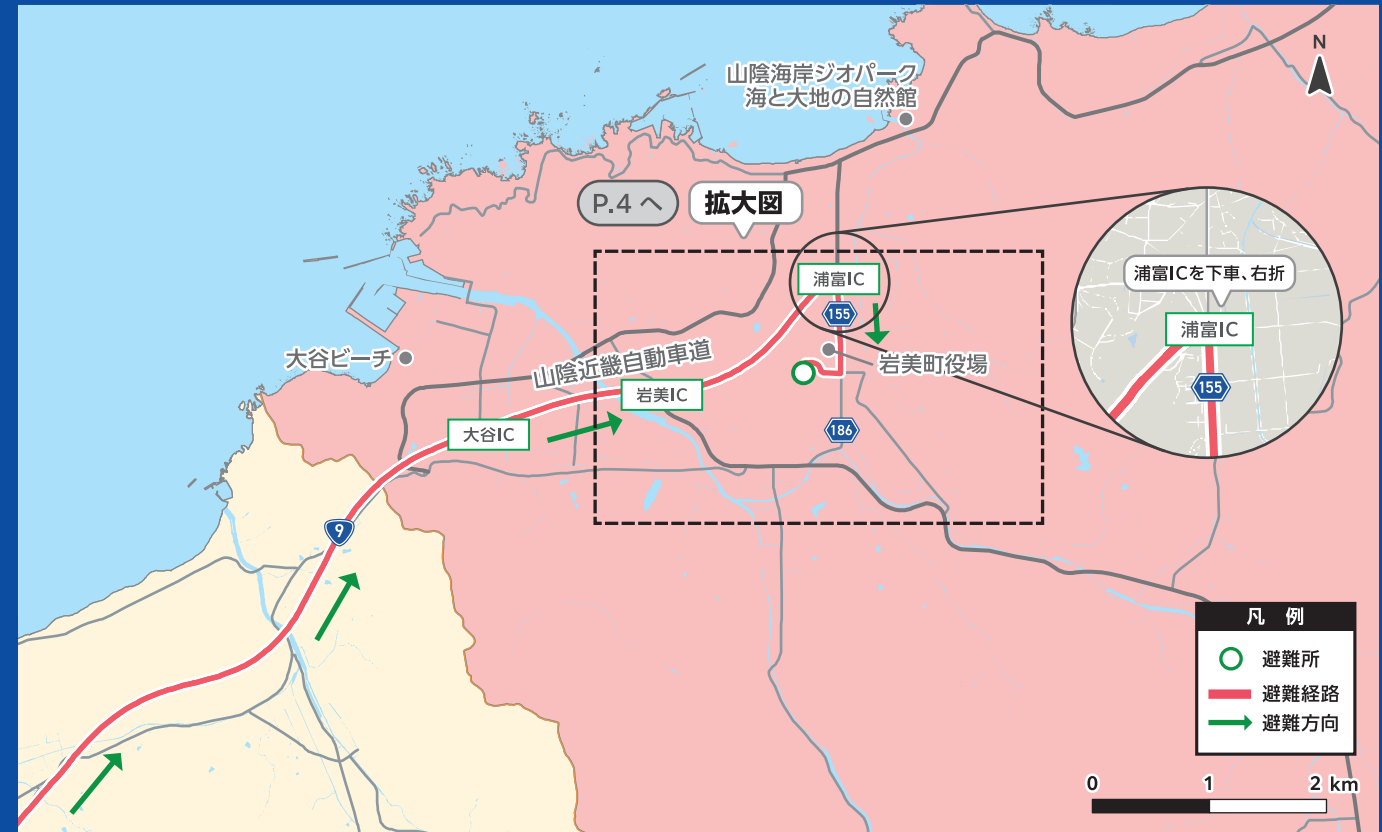 N
山陰海岸ジオパーク
海と大地の自然館
P.4 へ
拡大図
浦富IC
155
岩美町役場
大谷ビーチ
山陰近畿自動車道
岩美IC
大谷IC
186
9
浦富ICを下車、右折
浦富IC
155
凡 例
避難所
避難経路
避難方向
0 1 2 km